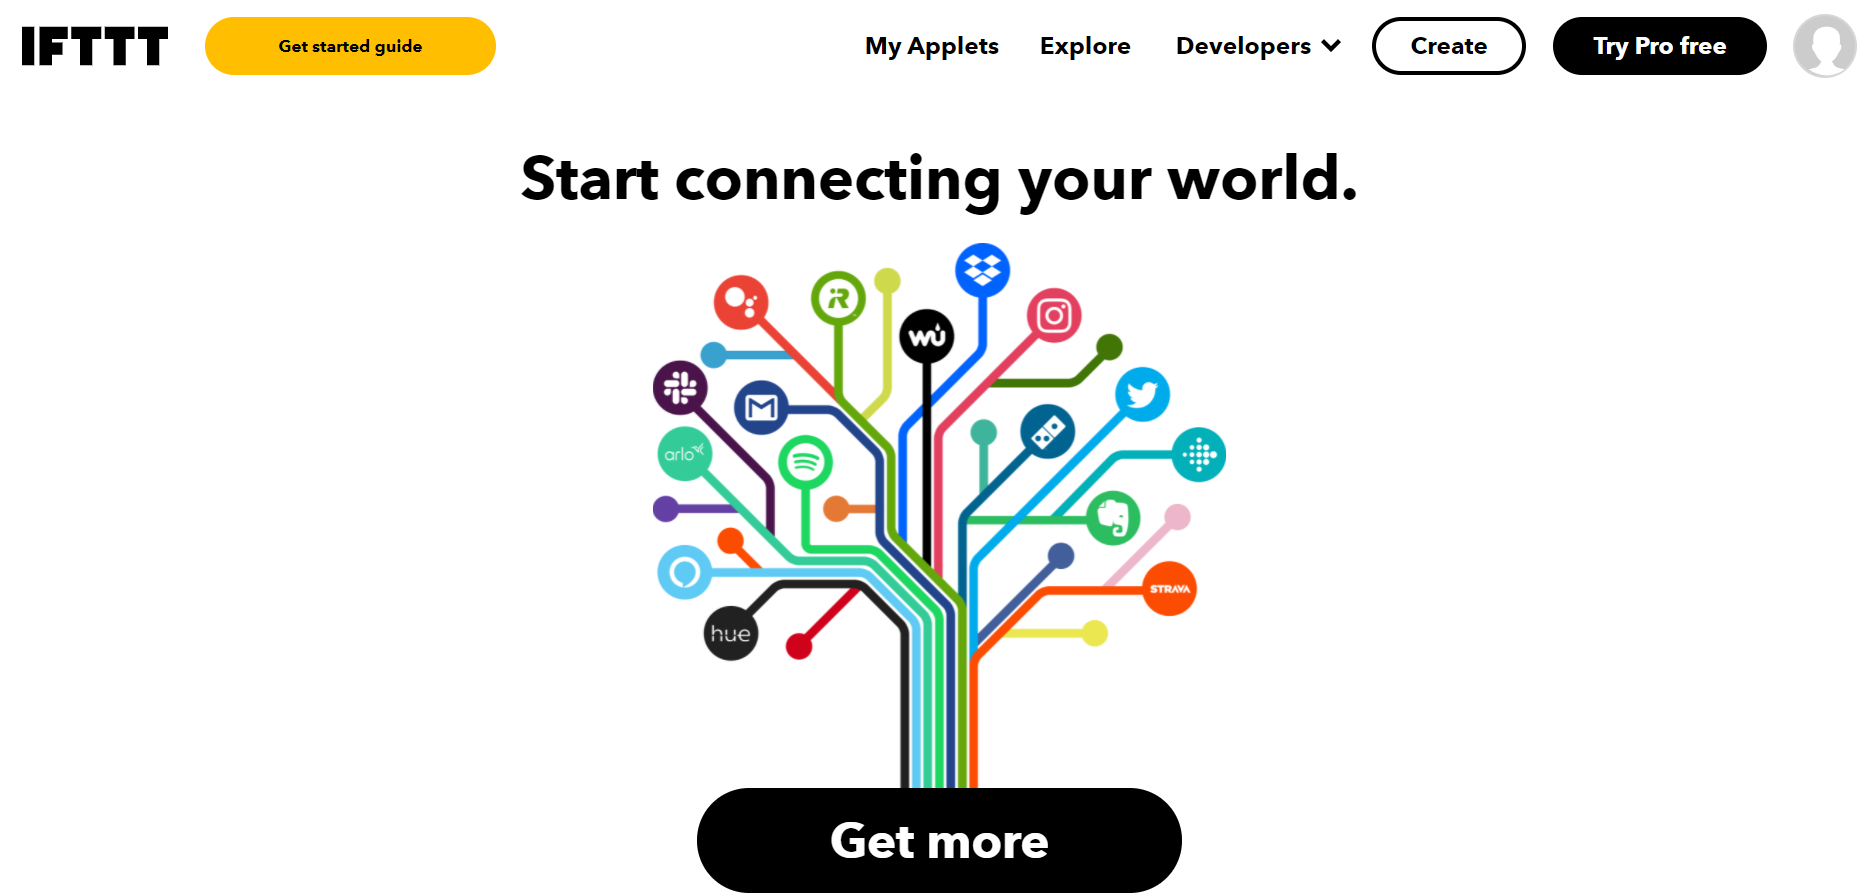 IFTTT
Get started guide
My Applets
Explore
Developers
Create
Try Pro free
Start connecting your world.
iR
wu
arlo
hue
STRAVA
Get more